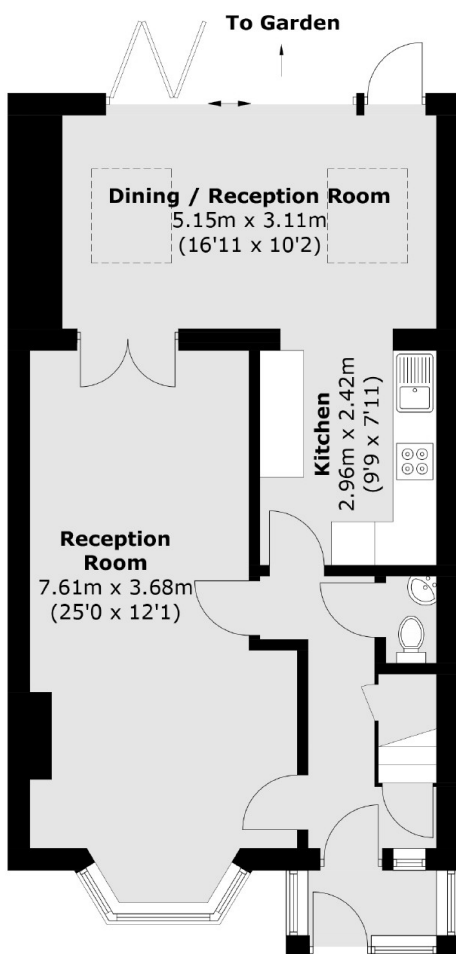 To Garden
Dining / Reception Room
5.15m x 3.11m
(16'11 x 10'2)
Kitchen
2.96m x 2.42m
(9'9 x 7'11)
Reception
Room
7.61m x 3.68m
(25'0 x 12'1)